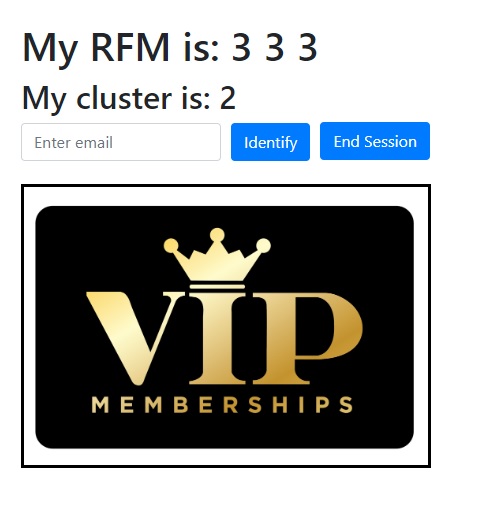 My RFM is: 3 3 3
My cluster is: 2
Enter email Identify End Session
VIP
MEMBERSHIPS